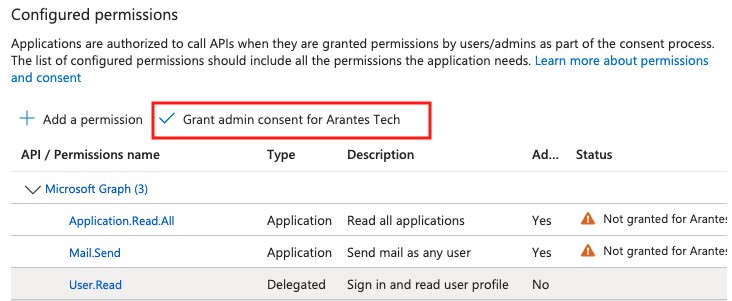 Configured permissions
Applications are authorized to call APIs when they are granted permissions by users/admins as part of the consent process.
The list of configured permissions should include all the permissions the application needs. Learn more about permissions
and consent
Add a permission Grant admin consent for Arantes Tech
API / Permissions name Type Description Ad... Status
Microsoft Graph (3)
Application.Read.All Application Read all applications Yes Not granted for Arantes
Mail.Send Application Send mail as any user Yes Not granted for Arantes
User.Read Delegated Sign in and read user profile No